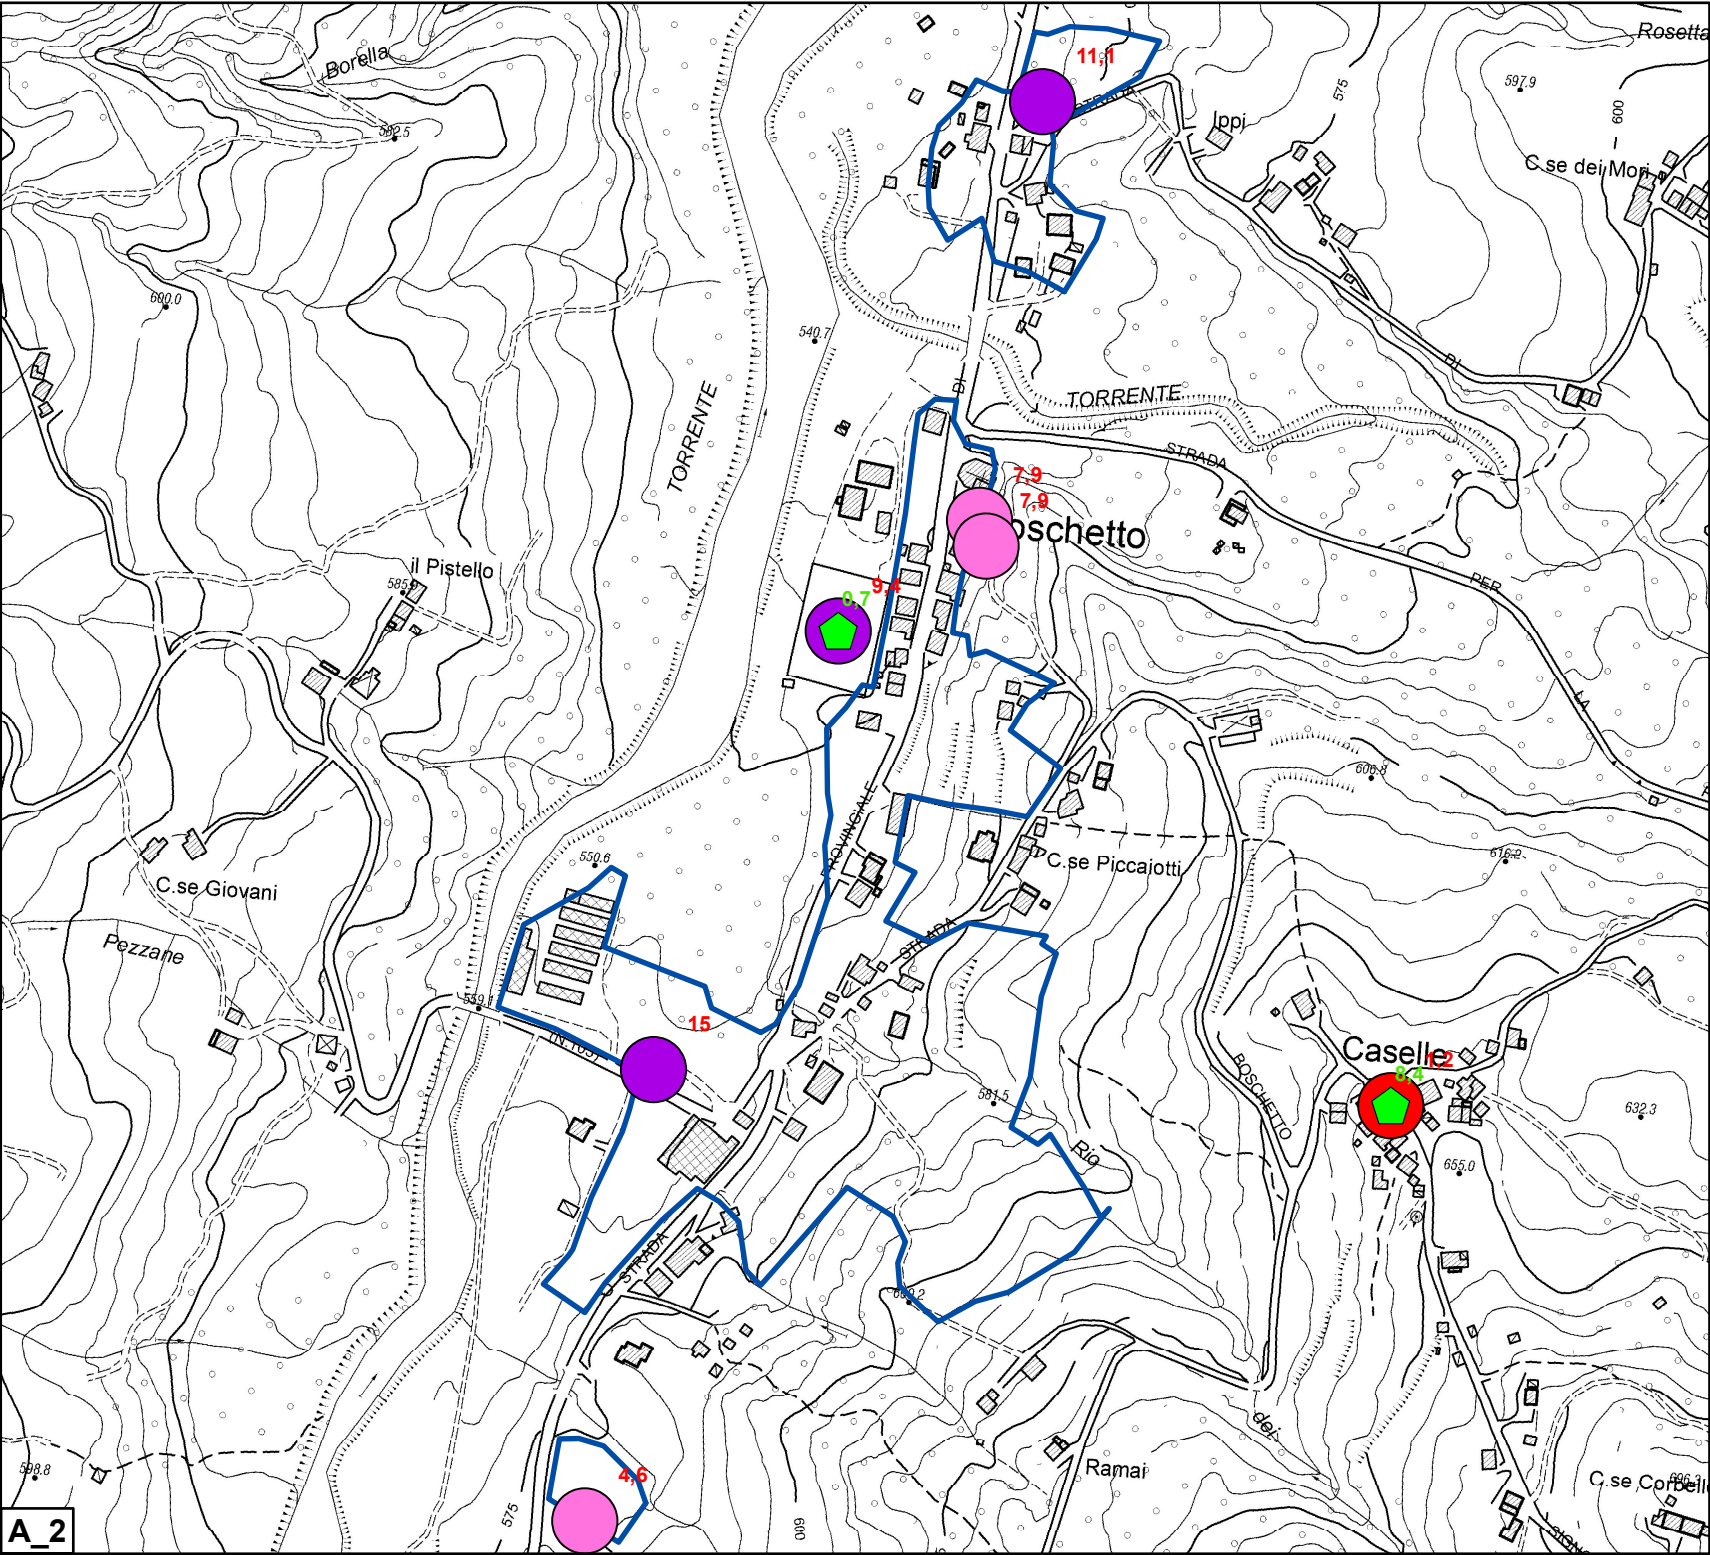 Borella
Rosetta
11,1
597.9
575
600
STRADA
Ippi
582.5
C.se dei Mori
600.0
540.7
DI
DI
TORRENTE
TORRENTE
STRADA
7,9
7,9
oschetto
il Pistello
585.9
9,4
0,7
PER
LA
606.8
PROVINCIALE
616.2
550.6
C.se Piccaiotti
C.se Giovani
Pezzane
STRADA
559.1
15
(N.105)
Caselle
1,2
8,4
BOSCHETTO
581.5
632.3
Rio
655.0
STRADA
dei
598.8
4,6
Ramai
C.se Corbell
575
600
A_2